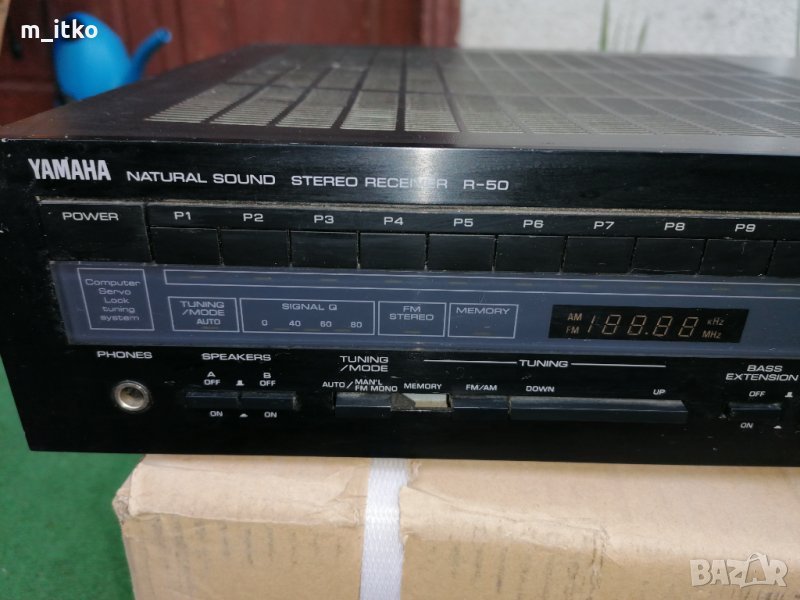 m_itko
YAMAHA NATURAL SOUND STEREO RECEIVER R-50
POWER P1 P2 P3 P4 P5 P6 P7 P8 P9
Computer
Servo
Lock
tuning
system
TUNING
/MODE
AUTO
SIGNAL Q
0 40 60 80
FM
STEREO
MEMORY
AM
FM
188.88
kHz
MHz
PHONES
SPEAKERS
A
OFF
B
OFF
ON
ON
TUNING
/MODE
AUTO/MAN'L
FM MONO
MEMORY
TUNING
FM/AM
DOWN
UP
BASS
EXTENSION
OFF
ON
BAZAR